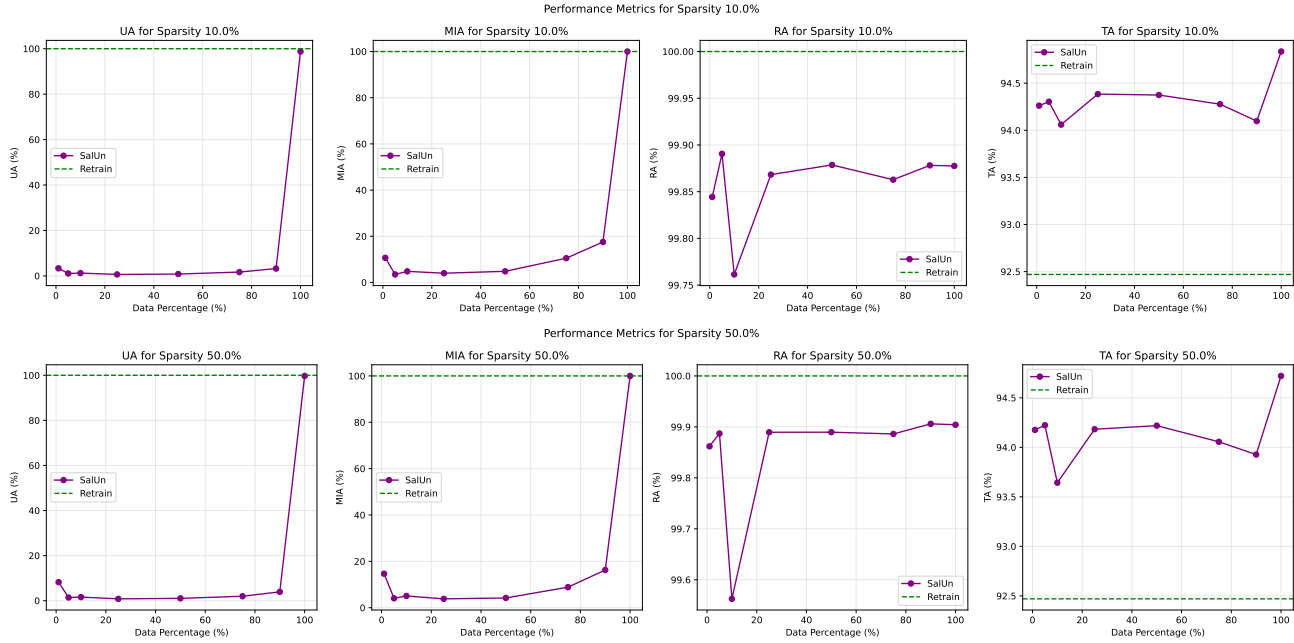 Performance Metrics for Sparsity 10.0%
UA for Sparsity 10.0%
100
80
60
40
20
0
UA (%)
SalUn
Retrain
0 20 40 60 80 100
Data Percentage (%)
MIA for Sparsity 10.0%
100
80
60
40
20
0
MIA (%)
SalUn
Retrain
0 20 40 60 80 100
Data Percentage (%)
RA for Sparsity 10.0%
100.00
99.95
99.90
99.85
99.80
99.75
RA (%)
SalUn
Retrain
0 20 40 60 80 100
Data Percentage (%)
TA for Sparsity 10.0%
94.5
94.0
93.5
93.0
92.5
TA (%)
SalUn
Retrain
0 20 40 60 80 100
Data Percentage (%)
Performance Metrics for Sparsity 50.0%
UA for Sparsity 50.0%
100
80
60
40
20
0
UA (%)
SalUn
Retrain
0 20 40 60 80 100
Data Percentage (%)
MIA for Sparsity 50.0%
100
80
60
40
20
0
MIA (%)
SalUn
Retrain
0 20 40 60 80 100
Data Percentage (%)
RA for Sparsity 50.0%
100.0
99.9
99.8
99.7
99.6
RA (%)
SalUn
Retrain
0 20 40 60 80 100
Data Percentage (%)
TA for Sparsity 50.0%
94.5
94.0
93.5
93.0
92.5
TA (%)
SalUn
Retrain
0 20 40 60 80 100
Data Percentage (%)